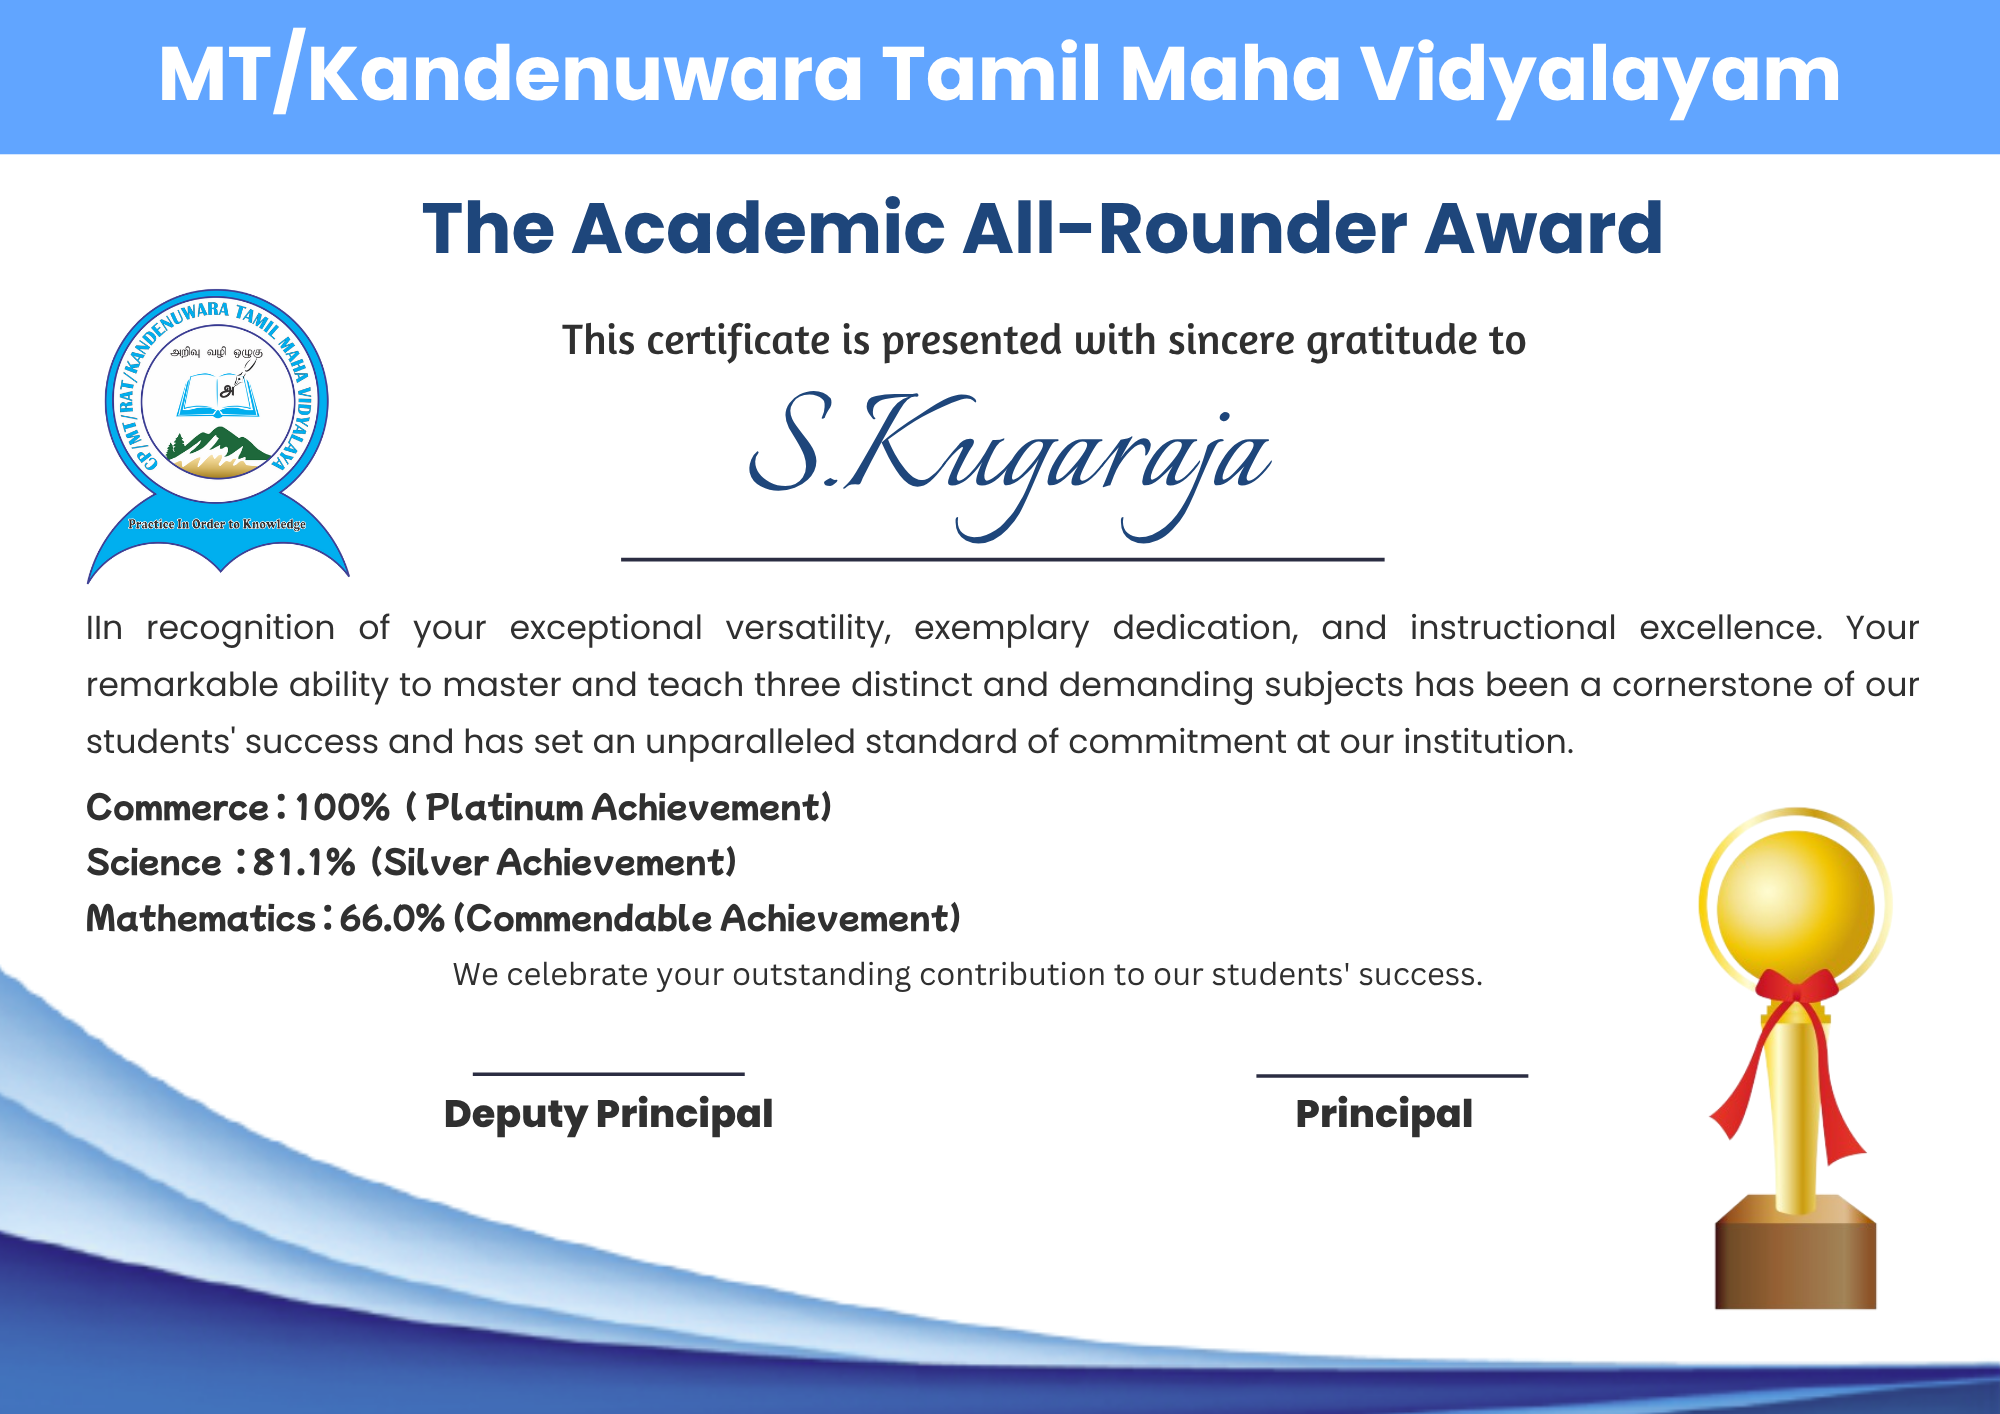 MT/Kandenuwara Tamil Maha Vidyalayam
The Academic All-Rounder Award
CP/MT/RAT/KANDENUWARA TAMIL MAHA VIDYALAYA
அறிவு வழி ஒழுகு
அ
Practice In Order to Knowledge
This certificate is presented with sincere gratitude to
S.Kugaraja
IIn recognition of your exceptional versatility, exemplary dedication, and instructional excellence. Your
remarkable ability to master and teach three distinct and demanding subjects has been a cornerstone of our
students' success and has set an unparalleled standard of commitment at our institution.
Commerce : 100% ( Platinum Achievement)
Science : 81.1% (Silver Achievement)
Mathematics : 66.0% (Commendable Achievement)
We celebrate your outstanding contribution to our students' success.
Deputy Principal
Principal